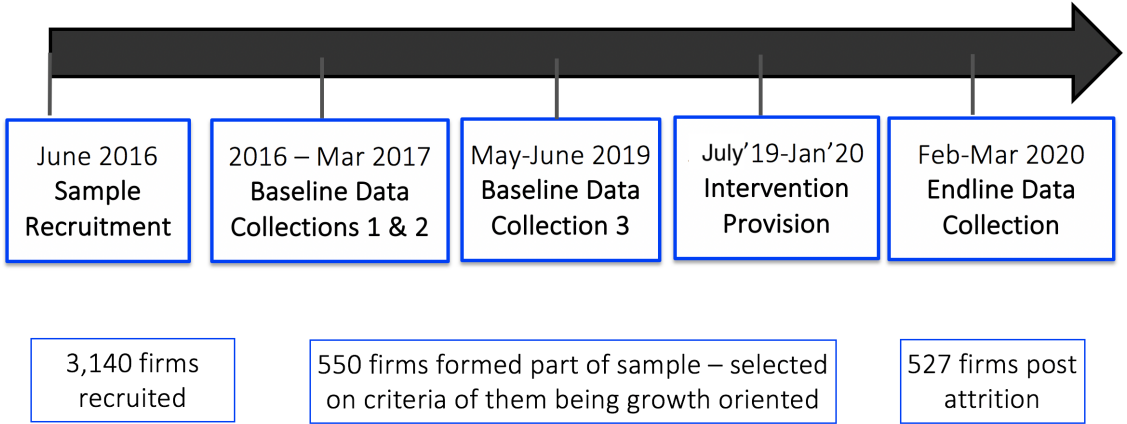 June 2016
Sample
Recruitment
2016 – Mar 2017
Baseline Data
Collections 1 & 2
May-June 2019
Baseline Data
Collection 3
July’19-Jan’20
Intervention
Provision
Feb-Mar 2020
Endline Data
Collection
3,140 firms
recruited
550 firms formed part of sample – selected
on criteria of them being growth oriented
527 firms post
attrition